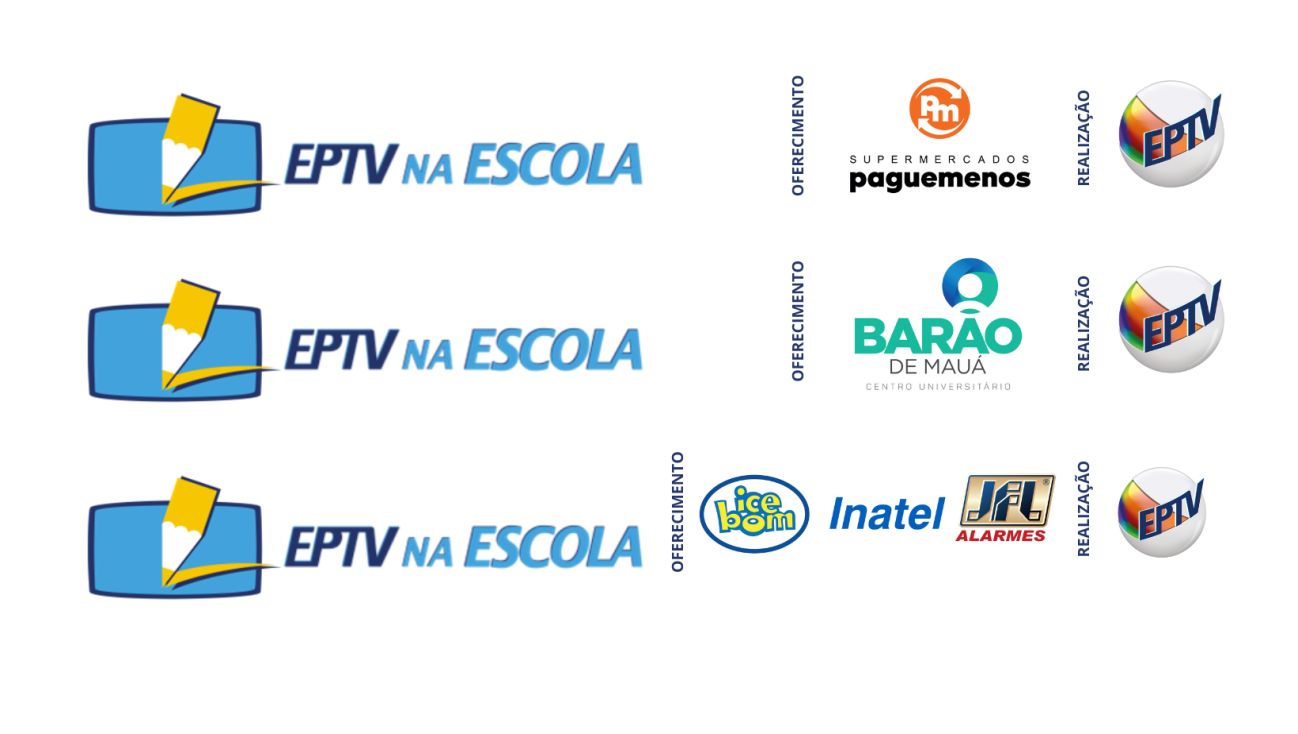 EPTV NA ESCOLA
OFERECIMENTO
pm
SUPERMERCADOS
paguemenos
REALIZAÇÃO
EPTV
EPTV NA ESCOLA
OFERECIMENTO
BARÃO
DE MAUÁ
CENTRO UNIVERSITÁRIO
REALIZAÇÃO
EPTV
EPTV NA ESCOLA
OFERECIMENTO
ice
bom
Inatel
JFL®
ALARMES
REALIZAÇÃO
EPTV